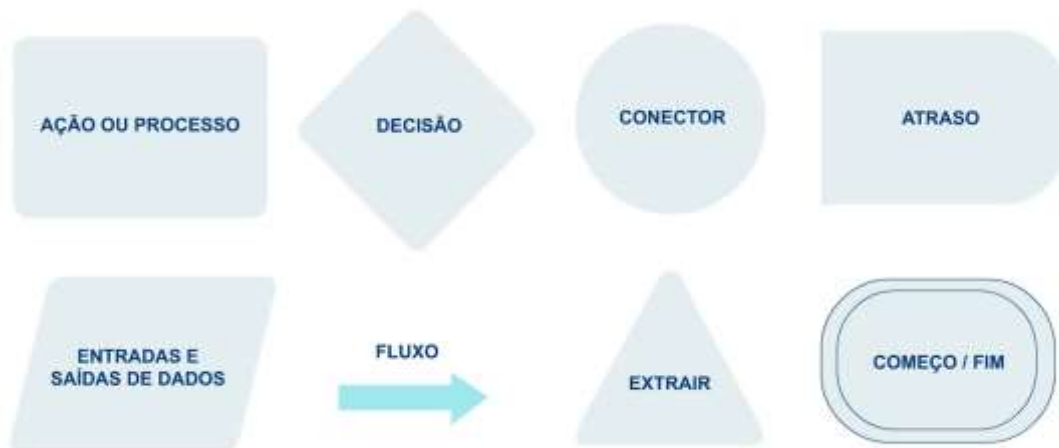 AÇÃO OU PROCESSO
DECISÃO
CONECTOR
ATRASO
ENTRADAS E
SAÍDAS DE DADOS
FLUXO
EXTRAIR
COMEÇO / FIM